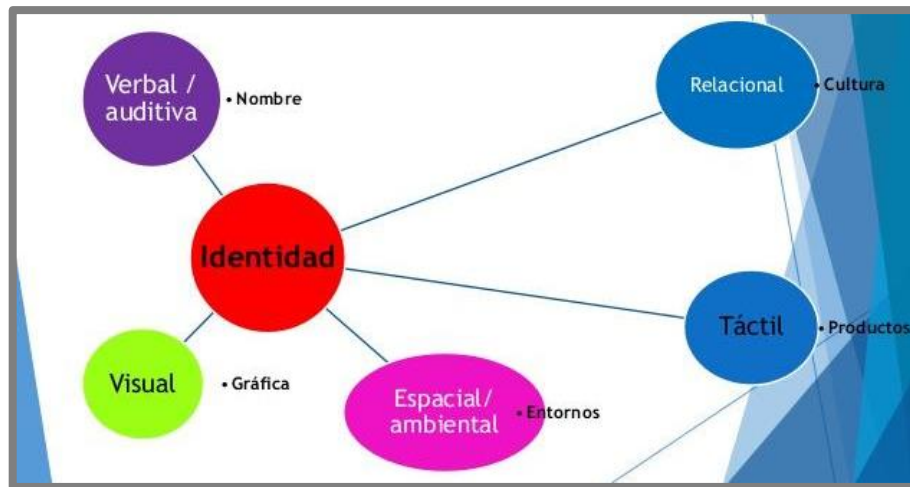 Verbal /
auditiva
• Nombre
Relacional
• Cultura
Identidad
Táctil
• Productos
Visual
• Gráfica
Espacial/
ambiental
• Entornos